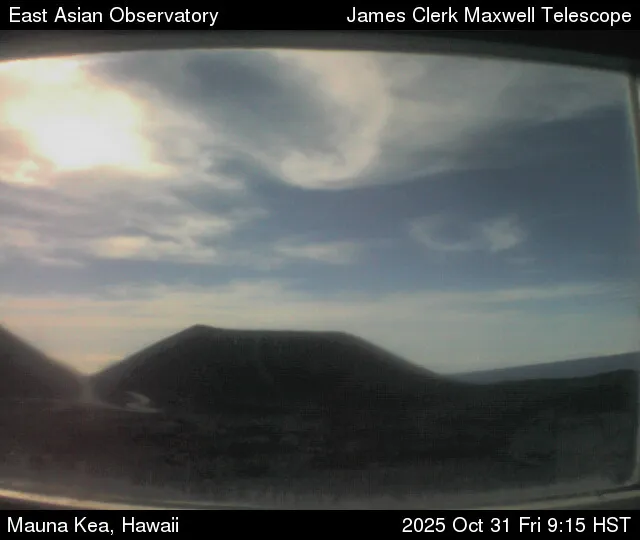 East Asian Observatory
James Clerk Maxwell Telescope
Mauna Kea, Hawaii
2025 Oct 31 Fri 9:15 HST